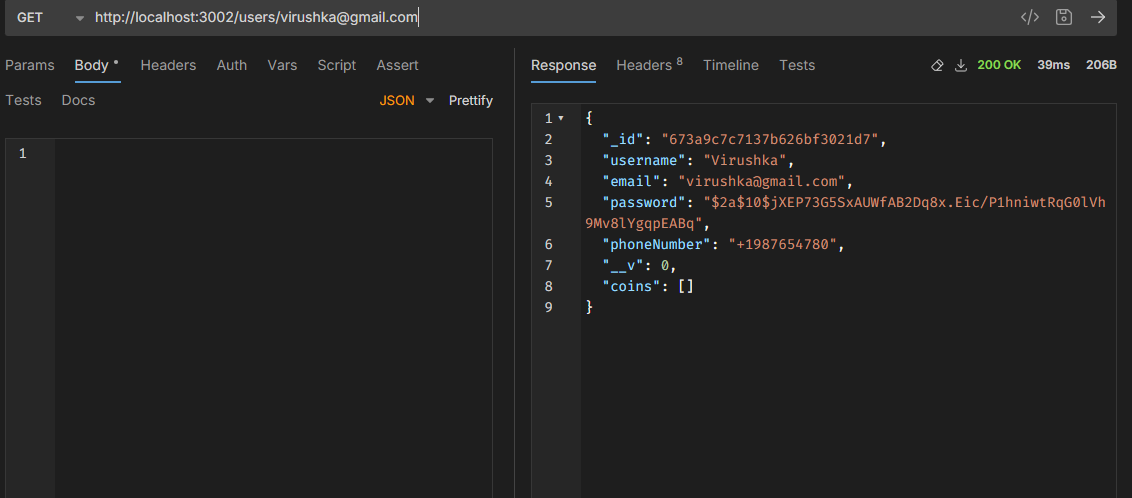 GET http://localhost:3002/users/virushka@gmail.com
Params Body Headers Auth Vars Script Assert
Tests Docs JSON Prettify
1
Response Headers 8 Timeline Tests 200 OK 39ms 206B
1 {
2 "_id": "673a9c7c7137b626bf3021d7",
3 "username": "Virushka",
4 "email": "virushka@gmail.com",
5 "password": "$2a$10$jXEP73G5SxAUWfAB2Dq8x.Eic/P1hniwtRqG0lVh
9Mv8lYgqpEABq",
6 "phoneNumber": "+1987654780",
7 "__v": 0,
8 "coins": []
9 }